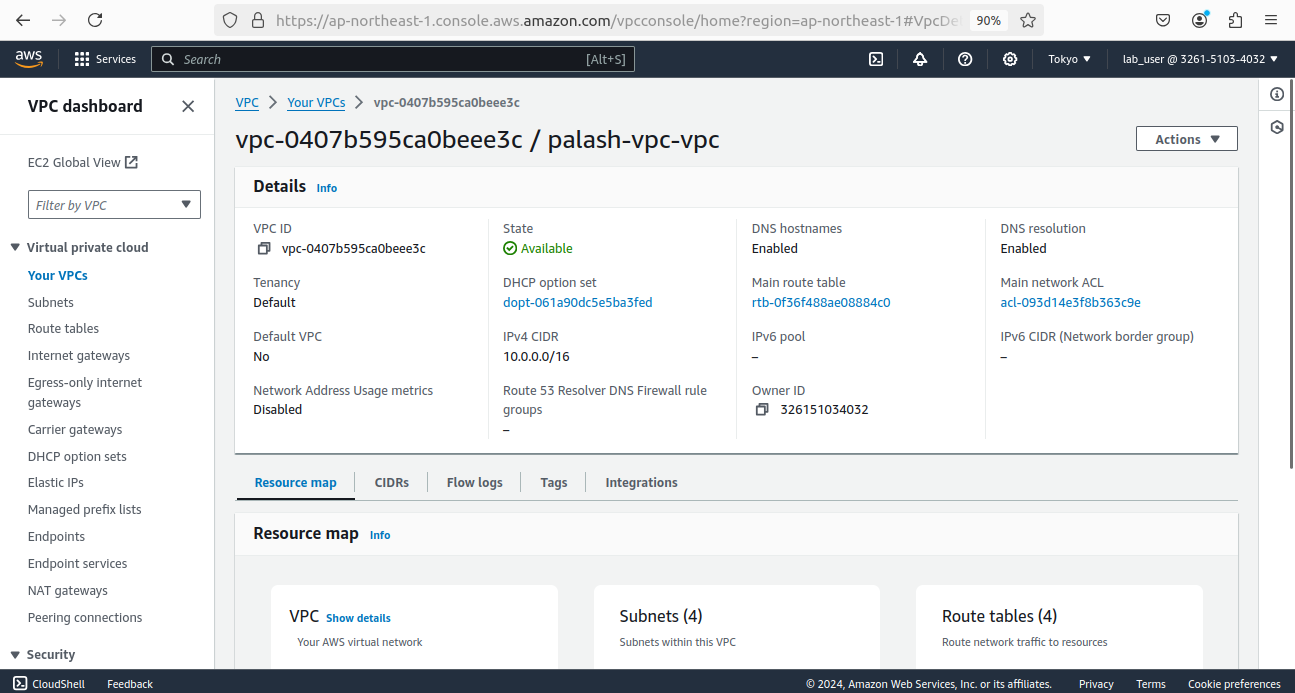 https://ap-northeast-1.console.aws.amazon.com/vpcconsole/home?region=ap-northeast-1#VpcDe
90%
aws
Services
Search
[Alt+S]
Tokyo
lab_user @ 3261-5103-4032
VPC dashboard
EC2 Global View
Filter by VPC
Virtual private cloud
Your VPCs
Subnets
Route tables
Internet gateways
Egress-only internet
gateways
Carrier gateways
DHCP option sets
Elastic IPs
Managed prefix lists
Endpoints
Endpoint services
NAT gateways
Peering connections
Security
VPC
Your VPCs
vpc-0407b595ca0beee3c
vpc-0407b595ca0beee3c / palash-vpc-vpc
Actions
Details Info
VPC ID
vpc-0407b595ca0beee3c
State
Available
DNS hostnames
Enabled
DNS resolution
Enabled
Tenancy
Default
DHCP option set
dopt-061a90dc5e5ba3fed
Main route table
rtb-0f36f488ae08884c0
Main network ACL
acl-093d14e3f8b363c9e
Default VPC
No
IPv4 CIDR
10.0.0.0/16
IPv6 pool
–
IPv6 CIDR (Network border group)
–
Network Address Usage metrics
Disabled
Route 53 Resolver DNS Firewall rule
groups
–
Owner ID
326151034032
Resource map
CIDRs
Flow logs
Tags
Integrations
Resource map Info
VPC Show details
Your AWS virtual network
Subnets (4)
Subnets within this VPC
Route tables (4)
Route network traffic to resources
CloudShell
Feedback
© 2024, Amazon Web Services, Inc. or its affiliates.
Privacy
Terms
Cookie preferences